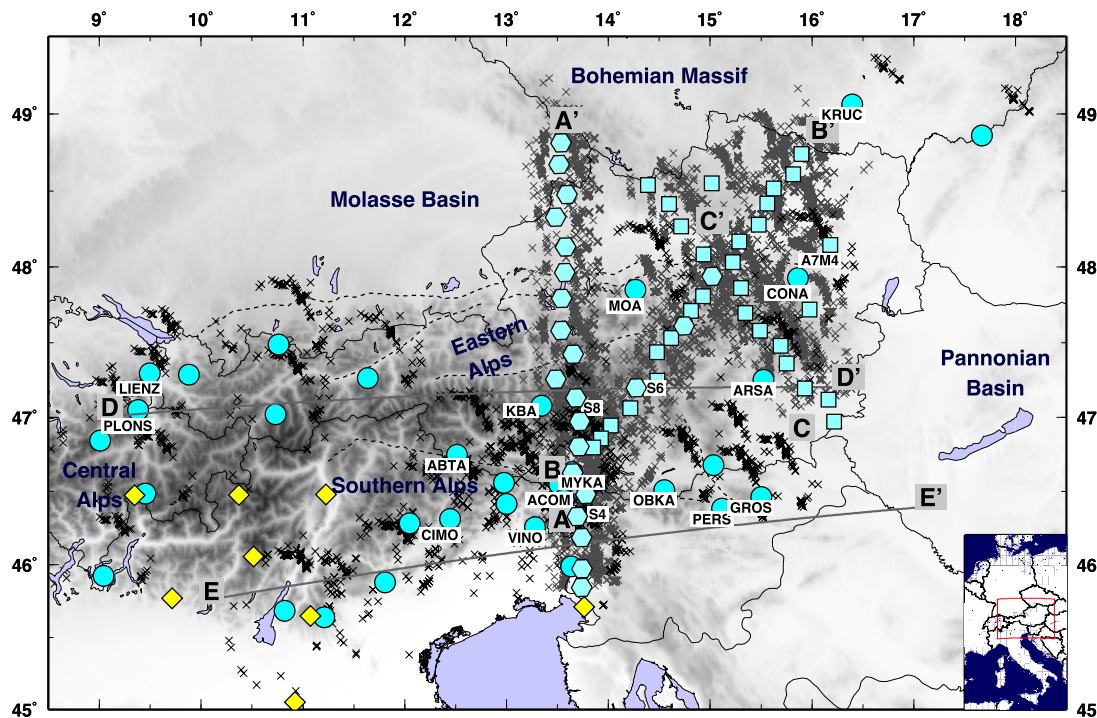 9° 10° 11° 12° 13° 14° 15° 16° 17° 18°
Bohemian Massif
49° 49°
A'
KRUC
B'
Molasse Basin
C'
A7M4
48° 48°
CONA
MOA
Eastern
Alps
Pannonian
Basin
LIENZ
S6
ARSA
D'
D
KBA
S8
47° 47°
PLONS
C
ABTA
Central
Alps
B
Southern Alps
MYKA
ACOM
OBKA
GROS
E'
A
S4
PERS
CIMO
VINO
46° 46°
E
45° 45°